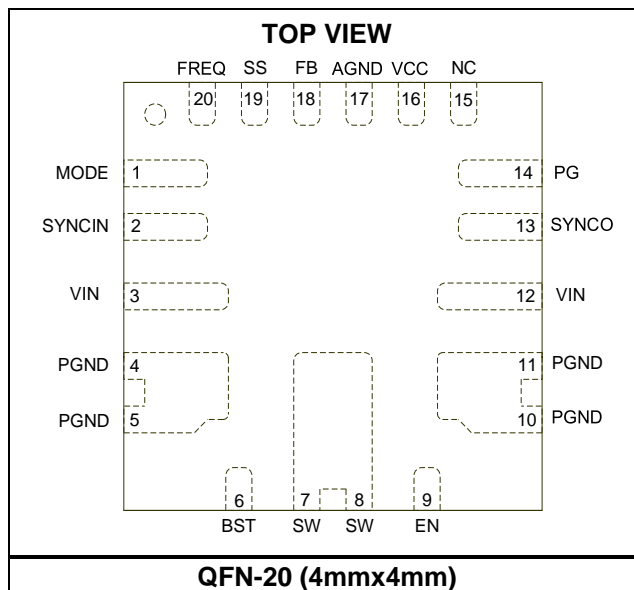 TOP VIEW
FREQ SS FB AGND VCC NC
20 19 18 17 16 15
MODE 1 14 PG
SYNCIN 2 13 SYNCO
VIN 3 12 VIN
PGND 4 11 PGND
PGND 5 10 PGND
6 7 8 9
BST SW SW EN
QFN-20 (4mmx4mm)